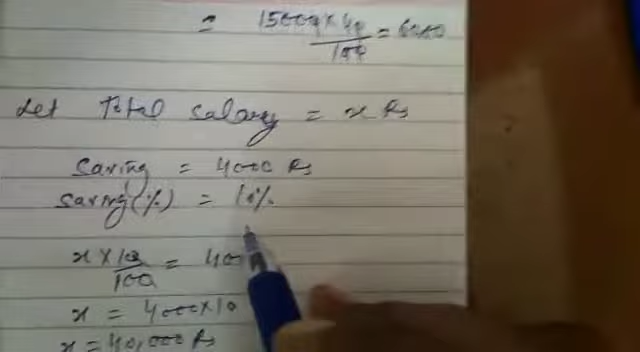 = 15000 × 40 / 100 = 6000
Let Total salary = x Rs
Saving = 4000 Rs
Saving(%) = 10%
x × 10 / 100 = 400
x = 4000×10
x = 40,000 Rs